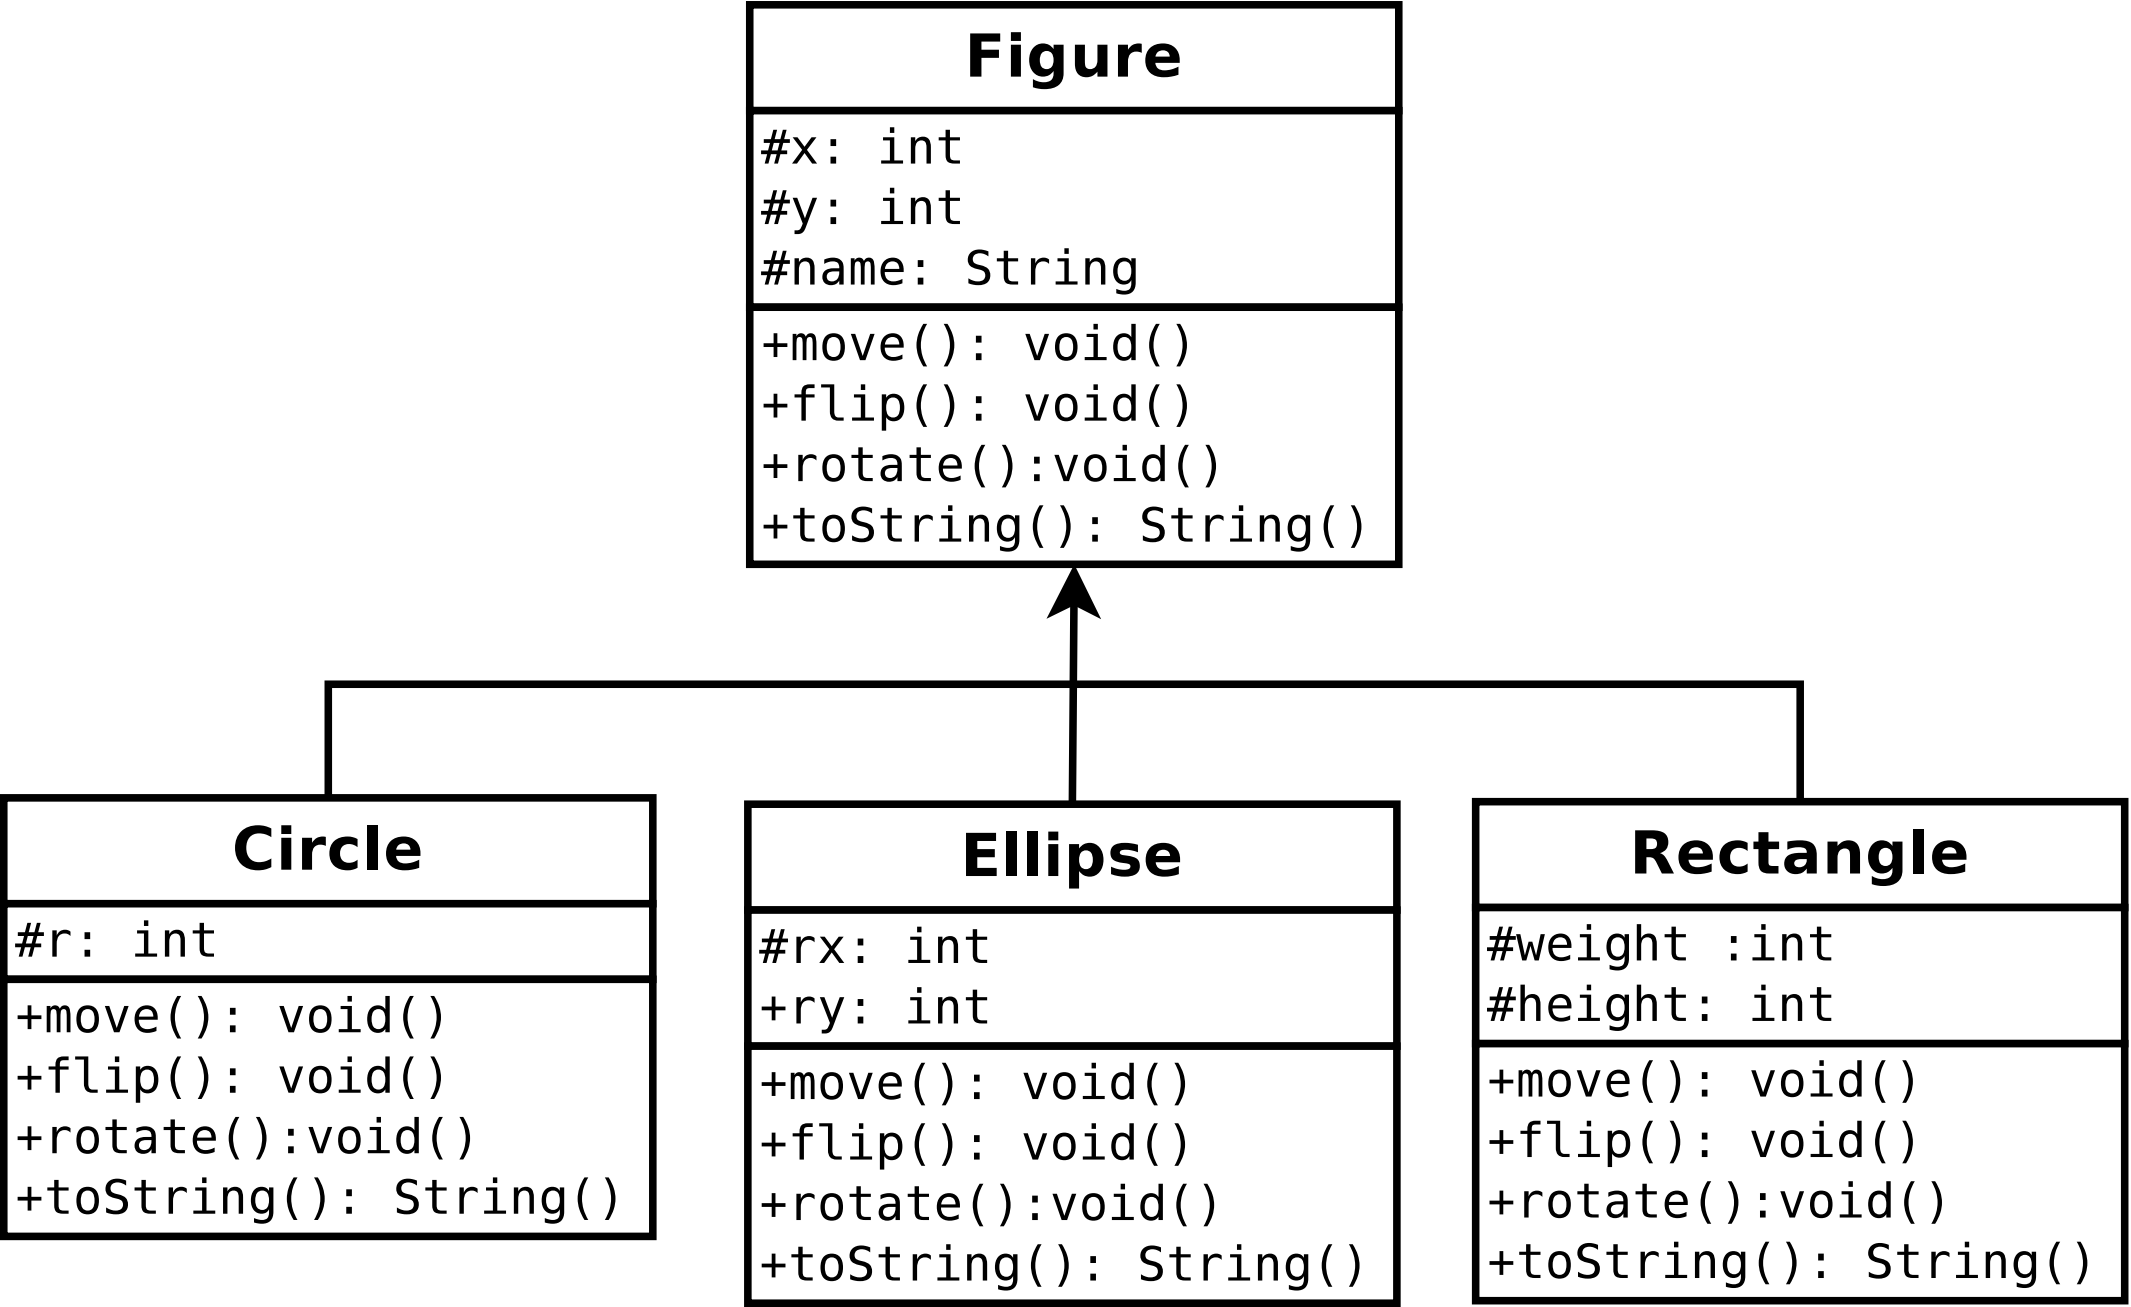 Figure
#x: int
#y: int
#name: String
+move(): void()
+flip(): void()
+rotate():void()
+toString(): String()
Circle
#r: int
+move(): void()
+flip(): void()
+rotate():void()
+toString(): String()
Ellipse
#rx: int
+ry: int
+move(): void()
+flip(): void()
+rotate():void()
+toString(): String()
Rectangle
#weight :int
#height: int
+move(): void()
+flip(): void()
+rotate():void()
+toString(): String()